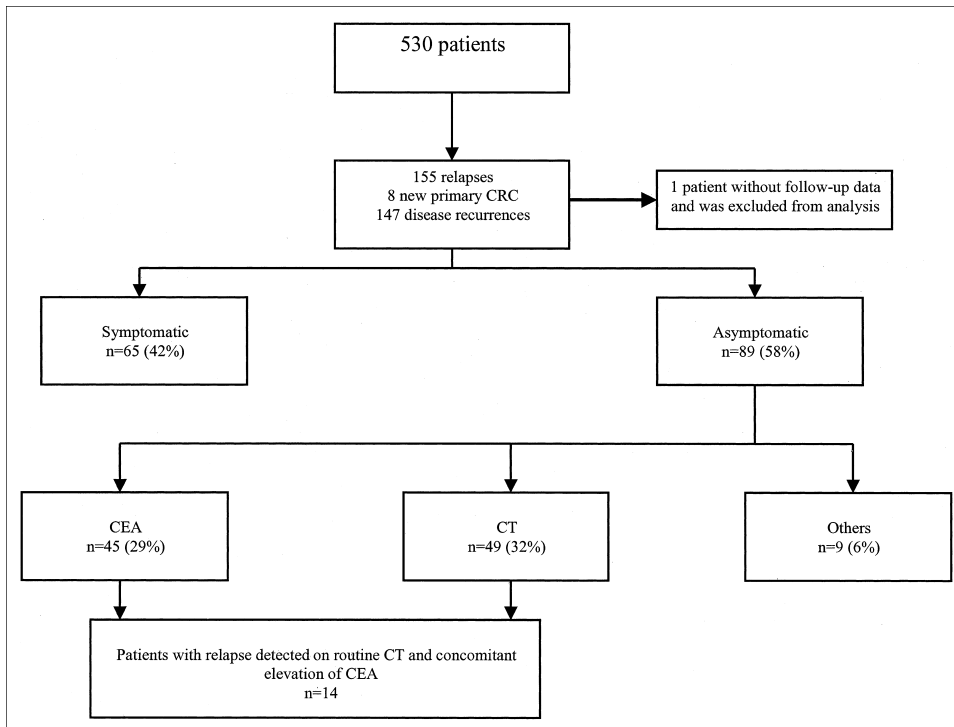 530 patients
155 relapses
8 new primary CRC
147 disease recurrences
1 patient without follow-up data
and was excluded from analysis
Symptomatic
n=65 (42%)
Asymptomatic
n=89 (58%)
CEA
n=45 (29%)
CT
n=49 (32%)
Others
n=9 (6%)
Patients with relapse detected on routine CT and concomitant
elevation of CEA
n=14